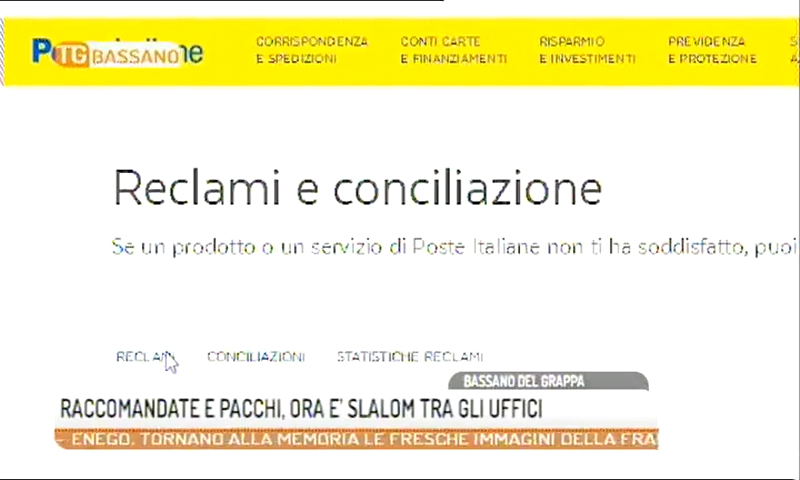 TG BASSANO
CORRISPONDENZA
E SPEDIZIONI
CONTI CARTE
E FINANZIAMENTI
RISPARMIO
E INVESTIMENTI
PREVIDENZA
E PROTEZIONE
Reclami e conciliazione
Se un prodotto o un servizio di Poste Italiane non ti ha soddisfatto, puoi
RECLAMI CONCILIAZIONI STATISTICHE RECLAMI
BASSANO DEL GRAPPA
RACCOMANDATE E PACCHI, ORA E' SLALOM TRA GLI UFFICI
- ENEGO. TORNANO ALLA MEMORIA LE FRESCHE IMMAGINI DELLA FRA